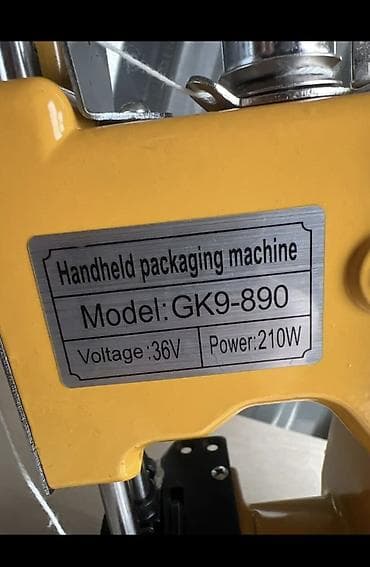 Handheld packaging machine
Model:GK9-890
Voltage:36V Power:210W